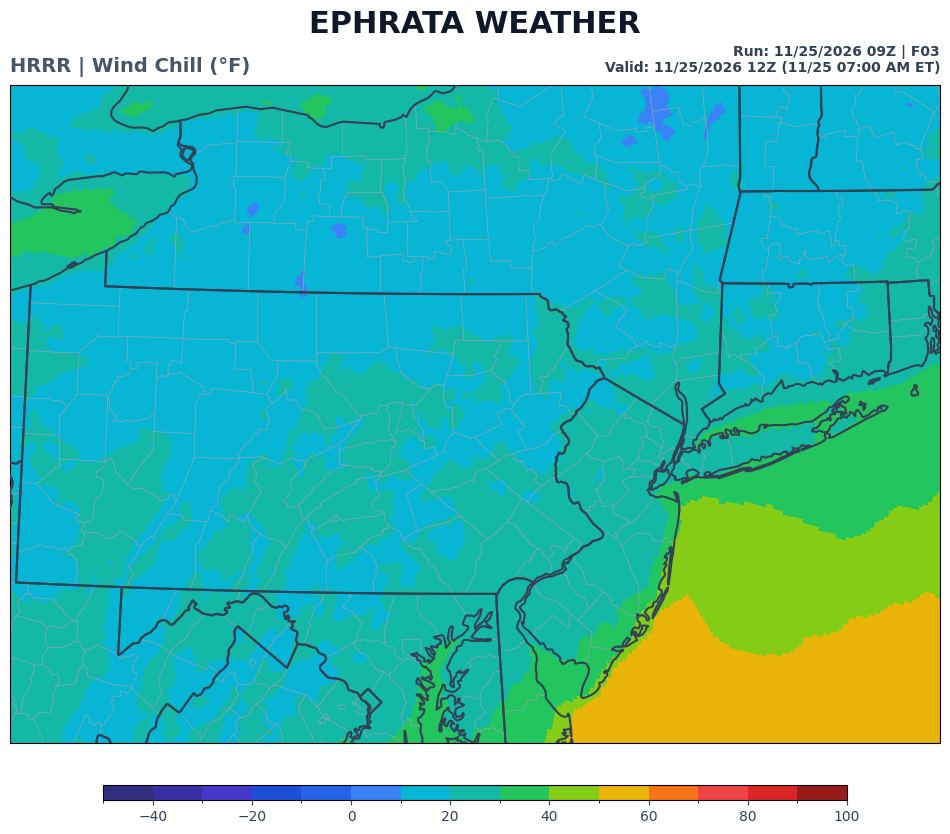 EPHRATA WEATHER
HRRR | Wind Chill (°F)
Run: 11/25/2026 09Z | F03
Valid: 11/25/2026 12Z (11/25 07:00 AM ET)
−40 −20 0 20 40 60 80 100